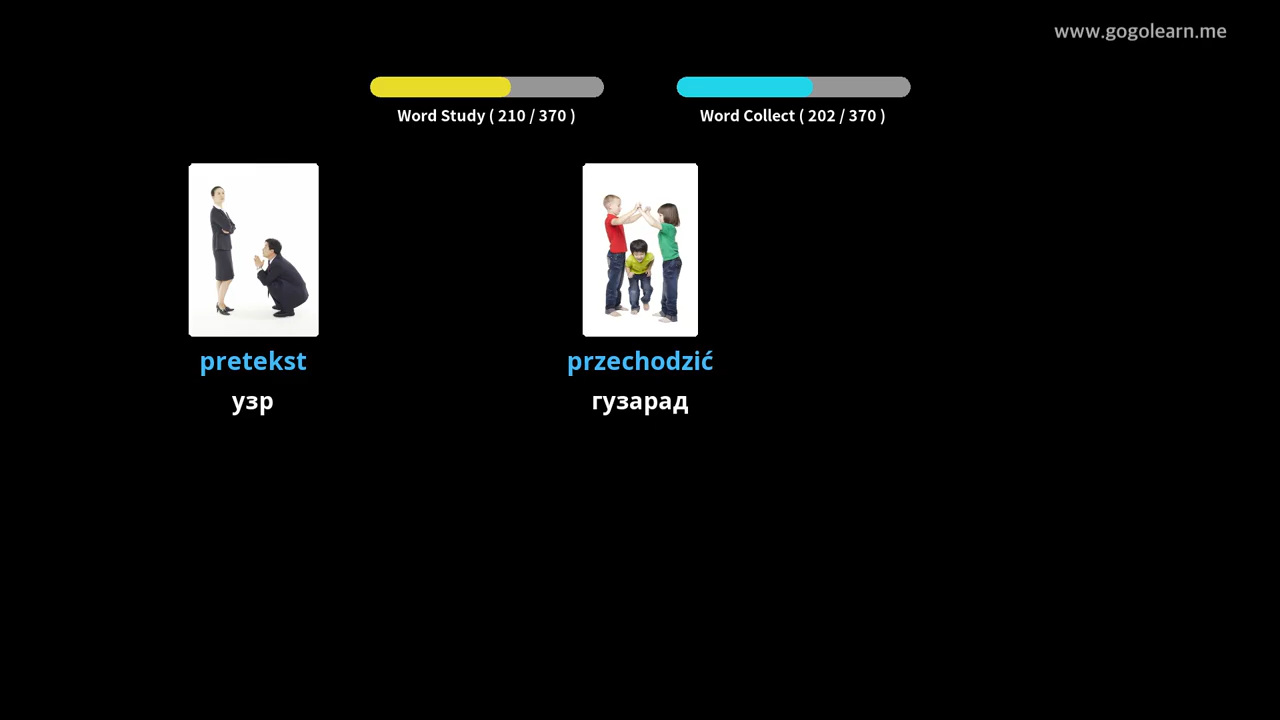 www.gogolearn.me
Word Study ( 210 / 370 )
Word Collect ( 202 / 370 )
pretekst
узр
przechodzić
гузарад